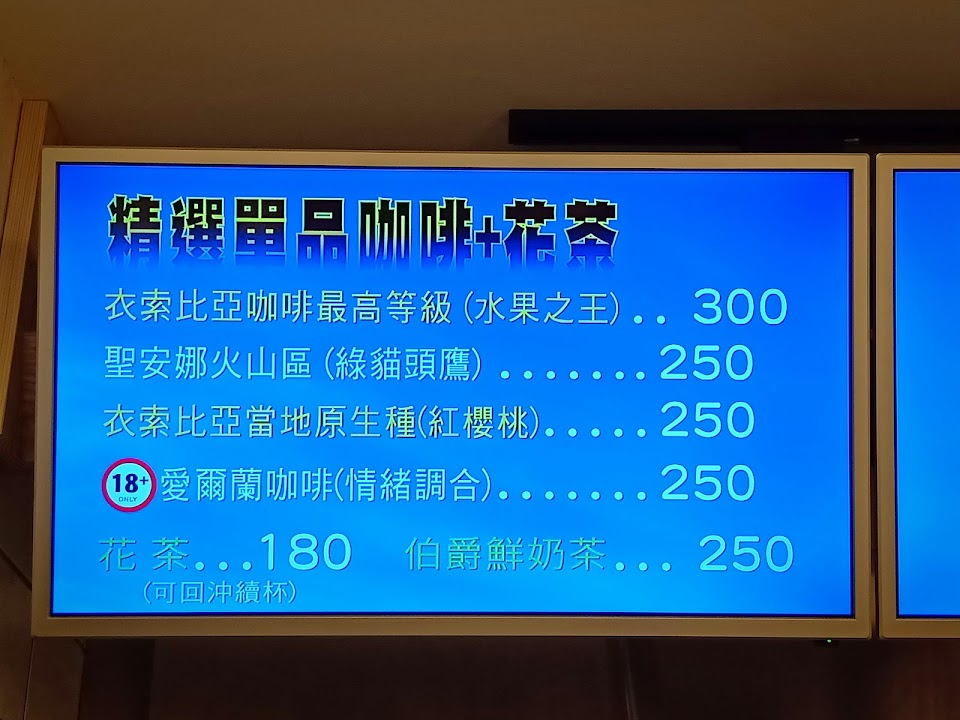 精選單品咖啡+花茶
衣索比亞咖啡最高等級(水果之王).. 300
聖安娜火山區(綠貓頭鷹).......250
衣索比亞當地原生種(紅櫻桃).....250
18+ ONLY 愛爾蘭咖啡(情緒調合).......250
花 茶...180 伯爵鮮奶茶... 250
(可回沖續杯)